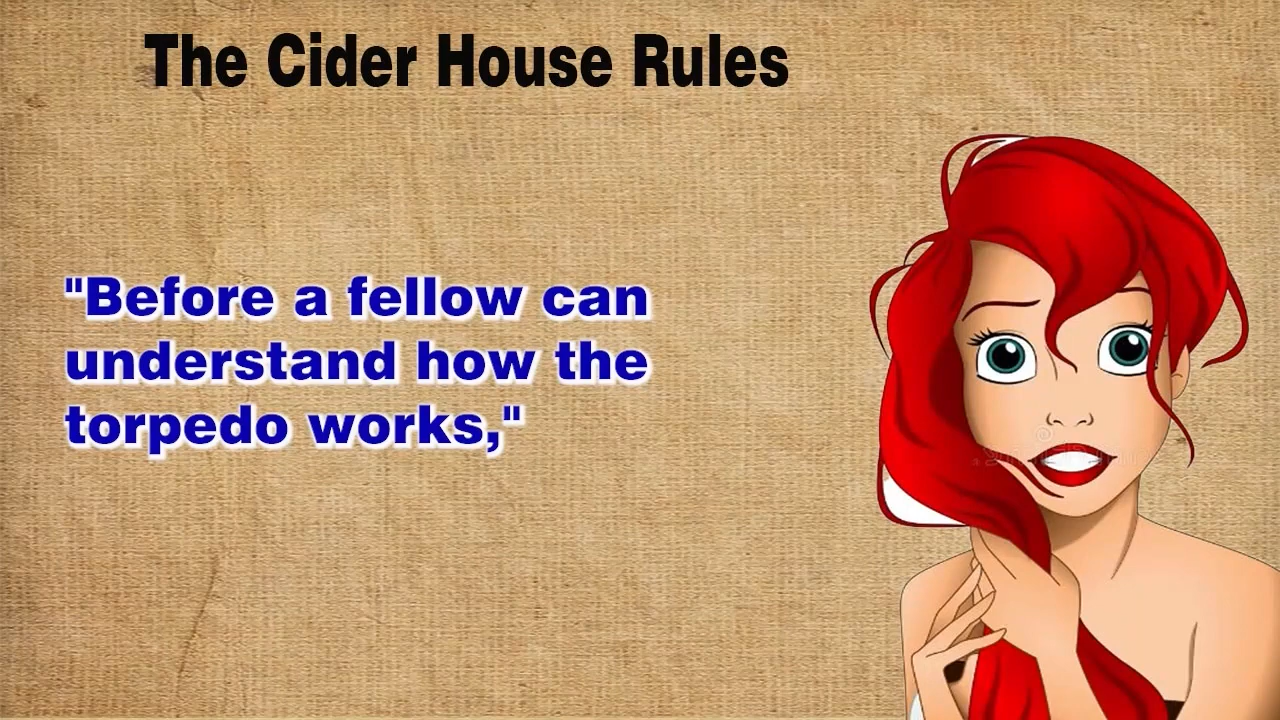 The Cider House Rules
"Before a fellow can
understand how the
torpedo works,"